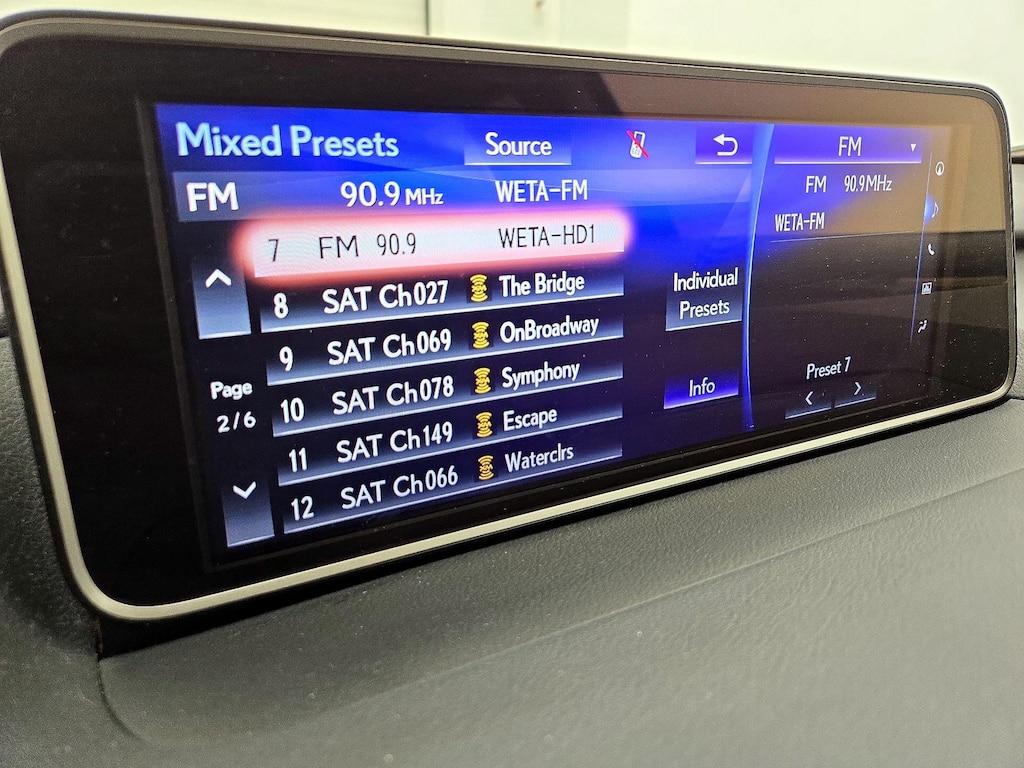 Mixed Presets Source FM
FM 90.9 MHz WETA-FM
FM 90.9MHz
WETA-FM
7 FM 90.9 WETA-HD1
8 SAT Ch027 The Bridge
9 SAT Ch069 OnBroadway
10 SAT Ch078 Symphony
11 SAT Ch149 Escape
12 SAT Ch066 Waterclrs
Page
2/6
Individual
Presets
Info
Preset 7